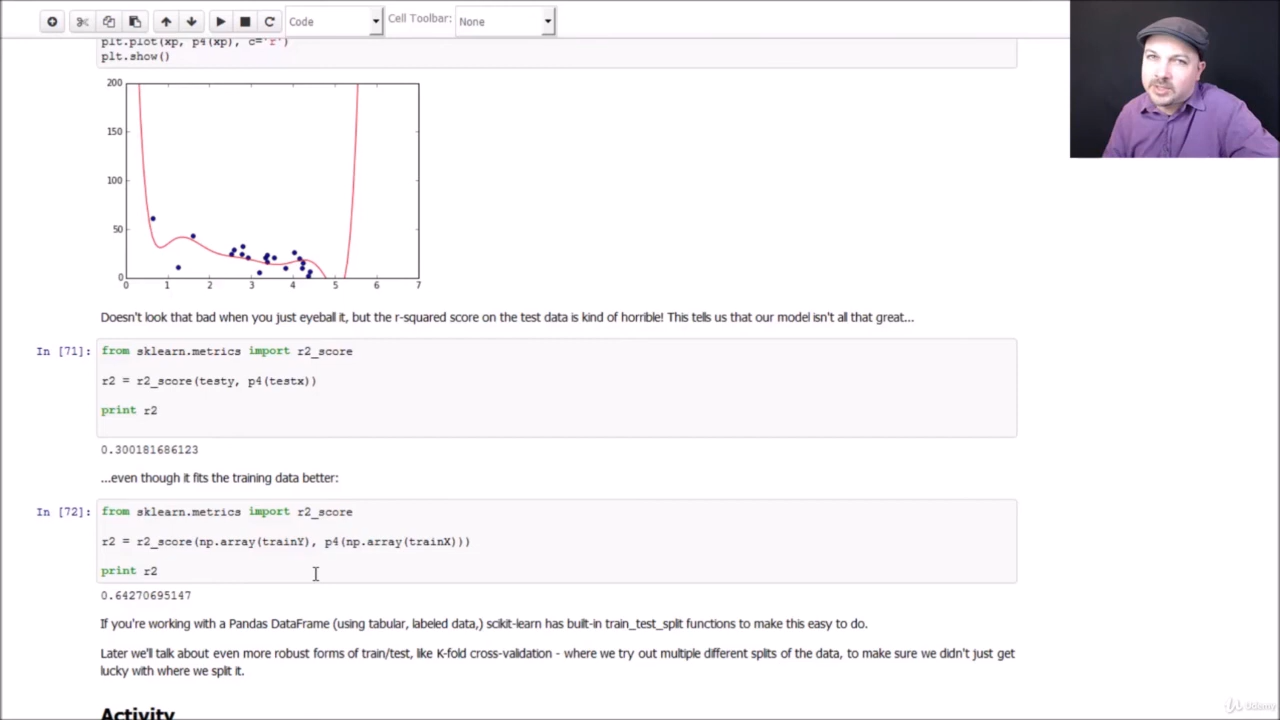 Code
Cell Toolbar:
None
plt.plot(xp, p4(xp), c='r')
plt.show()
200
150
100
50
0
0 1 2 3 4 5 6 7
Doesn't look that bad when you just eyeball it, but the r-squared score on the test data is kind of horrible! This tells us that our model isn't all that great...
In [71]:
from sklearn.metrics import r2_score
r2 = r2_score(testy, p4(testx))
print r2
0.300181686123
...even though it fits the training data better:
In [72]:
from sklearn.metrics import r2_score
r2 = r2_score(np.array(trainY), p4(np.array(trainX)))
print r2
0.64270695147
If you're working with a Pandas DataFrame (using tabular, labeled data,) scikit-learn has built-in train_test_split functions to make this easy to do.
Later we'll talk about even more robust forms of train/test, like K-fold cross-validation - where we try out multiple different splits of the data, to make sure we didn't just get
lucky with where we split it.
Activity
Udemy